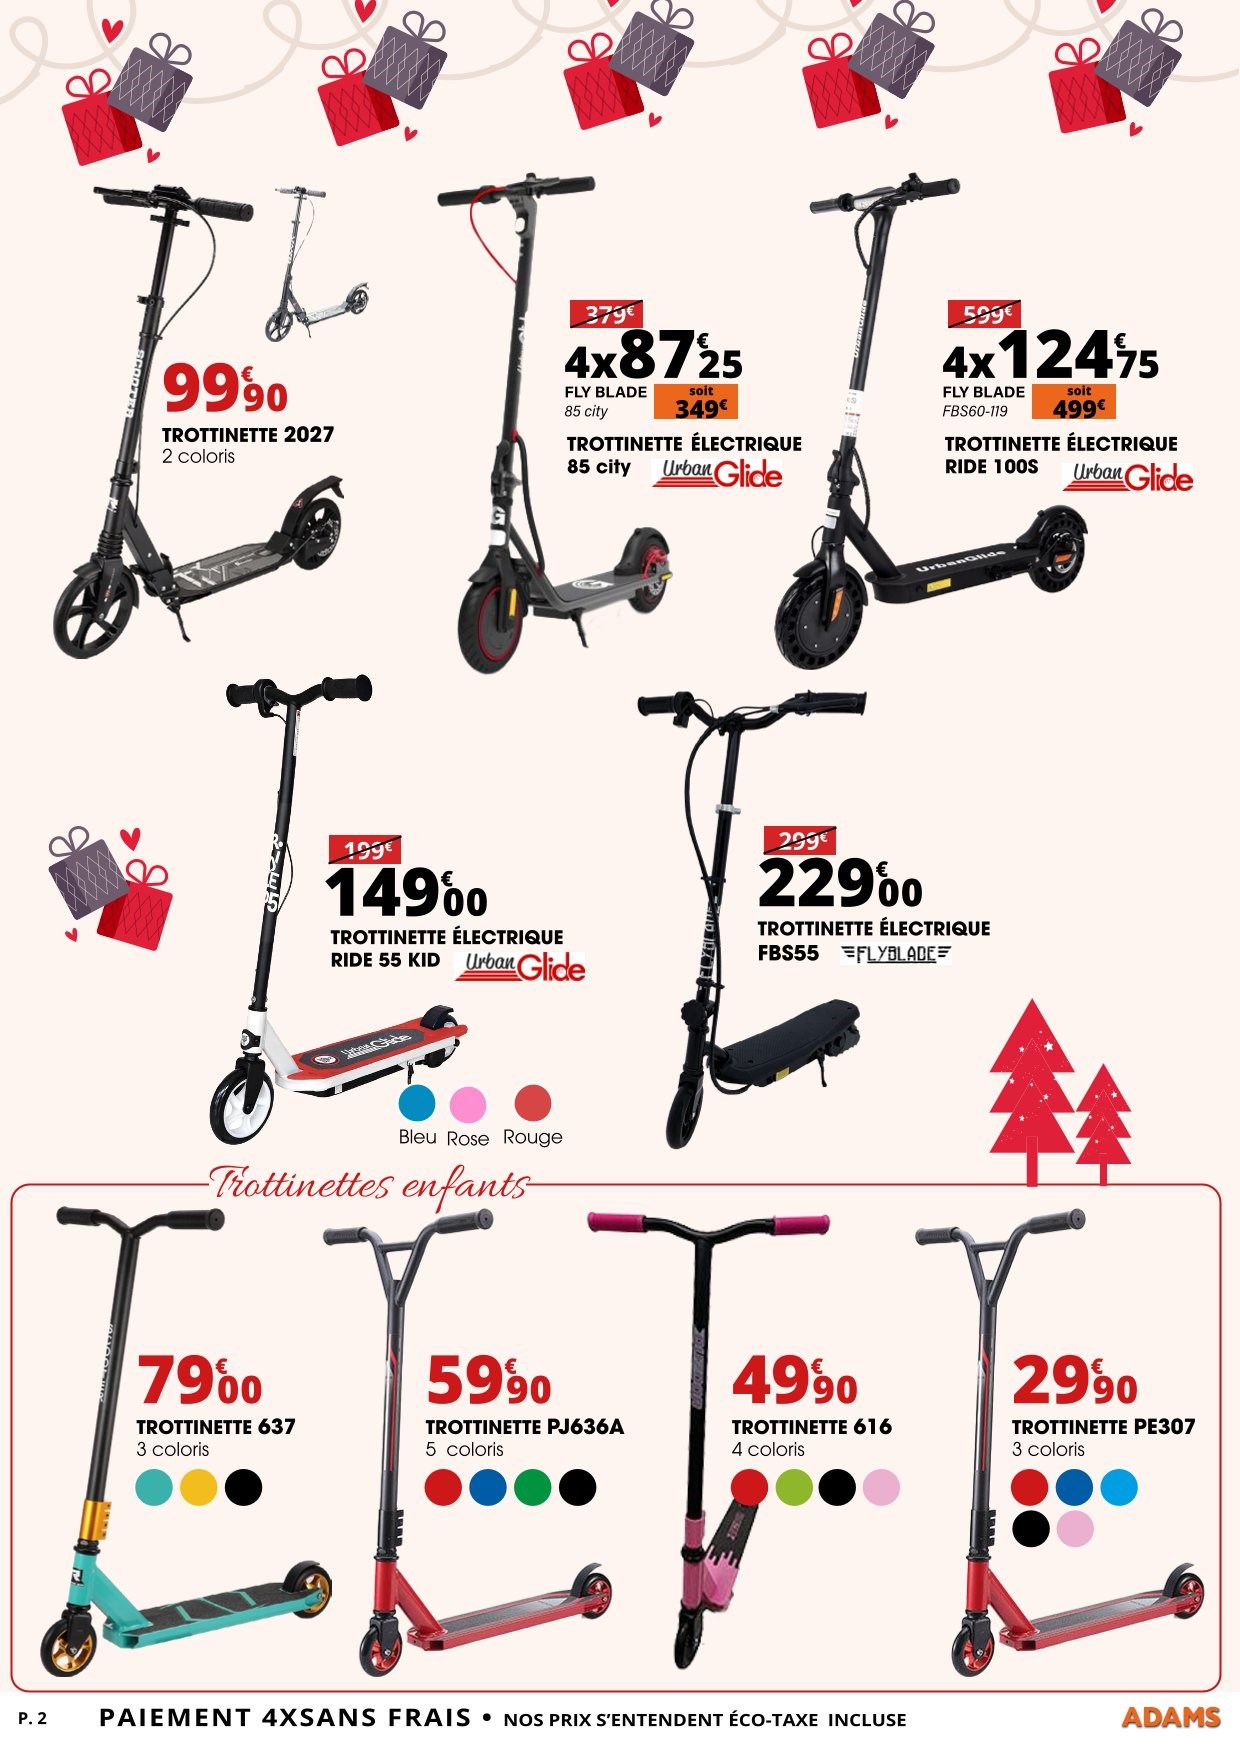 99€90
TROTTINETTE 2027
2 coloris
SCOOTER
379€
4x87€25
FLY BLADE
85 city
soit
349€
TROTTINETTE ÉLECTRIQUE
85 city Urban Glide
599€
4x124€75
FLY BLADE
FBS60-119
soit
499€
TROTTINETTE ÉLECTRIQUE
RIDE 100S Urban Glide
UrbanGlide
199€
149€00
TROTTINETTE ÉLECTRIQUE
RIDE 55 KID Urban Glide
Urban Glide
Bleu Rose Rouge
299€
229€00
TROTTINETTE ÉLECTRIQUE
FBS55 FLYBLADE
Trottinettes enfants
79€00
TROTTINETTE 637
3 coloris
59€90
TROTTINETTE PJ636A
5 coloris
49€90
TROTTINETTE 616
4 coloris
29€90
TROTTINETTE PE307
3 coloris
P. 2 PAIEMENT 4XSANS FRAIS • NOS PRIX S’ENTENDENT ÉCO-TAXE INCLUSE ADAMS